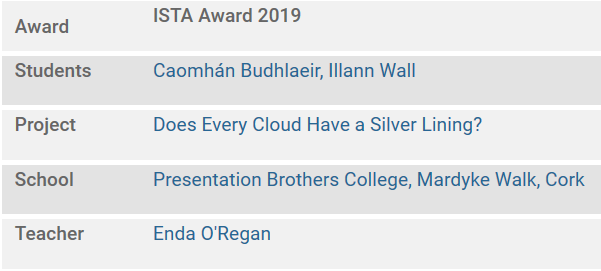 Award ISTA Award 2019
Students Caomhán Budhlaeir, Illann Wall
Project Does Every Cloud Have a Silver Lining?
School Presentation Brothers College, Mardyke Walk, Cork
Teacher Enda O'Regan